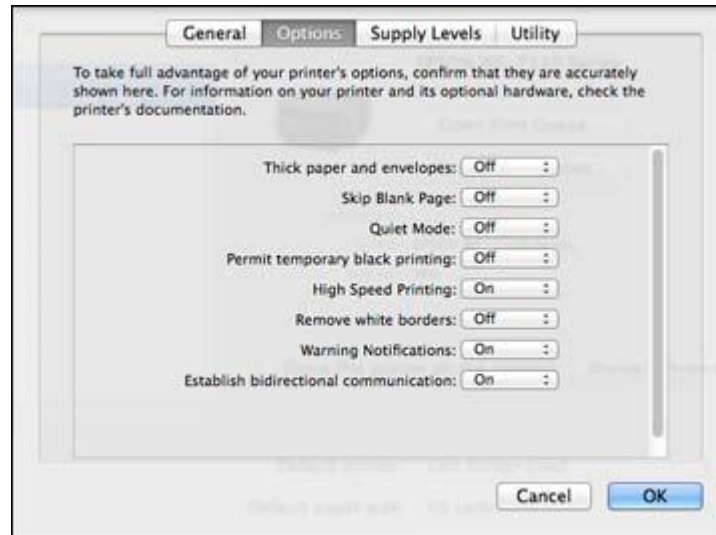 General Options Supply Levels Utility
To take full advantage of your printer's options, confirm that they are accurately
shown here. For information on your printer and its optional hardware, check the
printer's documentation.
Thick paper and envelopes: Off
Skip Blank Page: Off
Quiet Mode: Off
Permit temporary black printing: Off
High Speed Printing: On
Remove white borders: Off
Warning Notifications: On
Establish bidirectional communication: On
Cancel OK